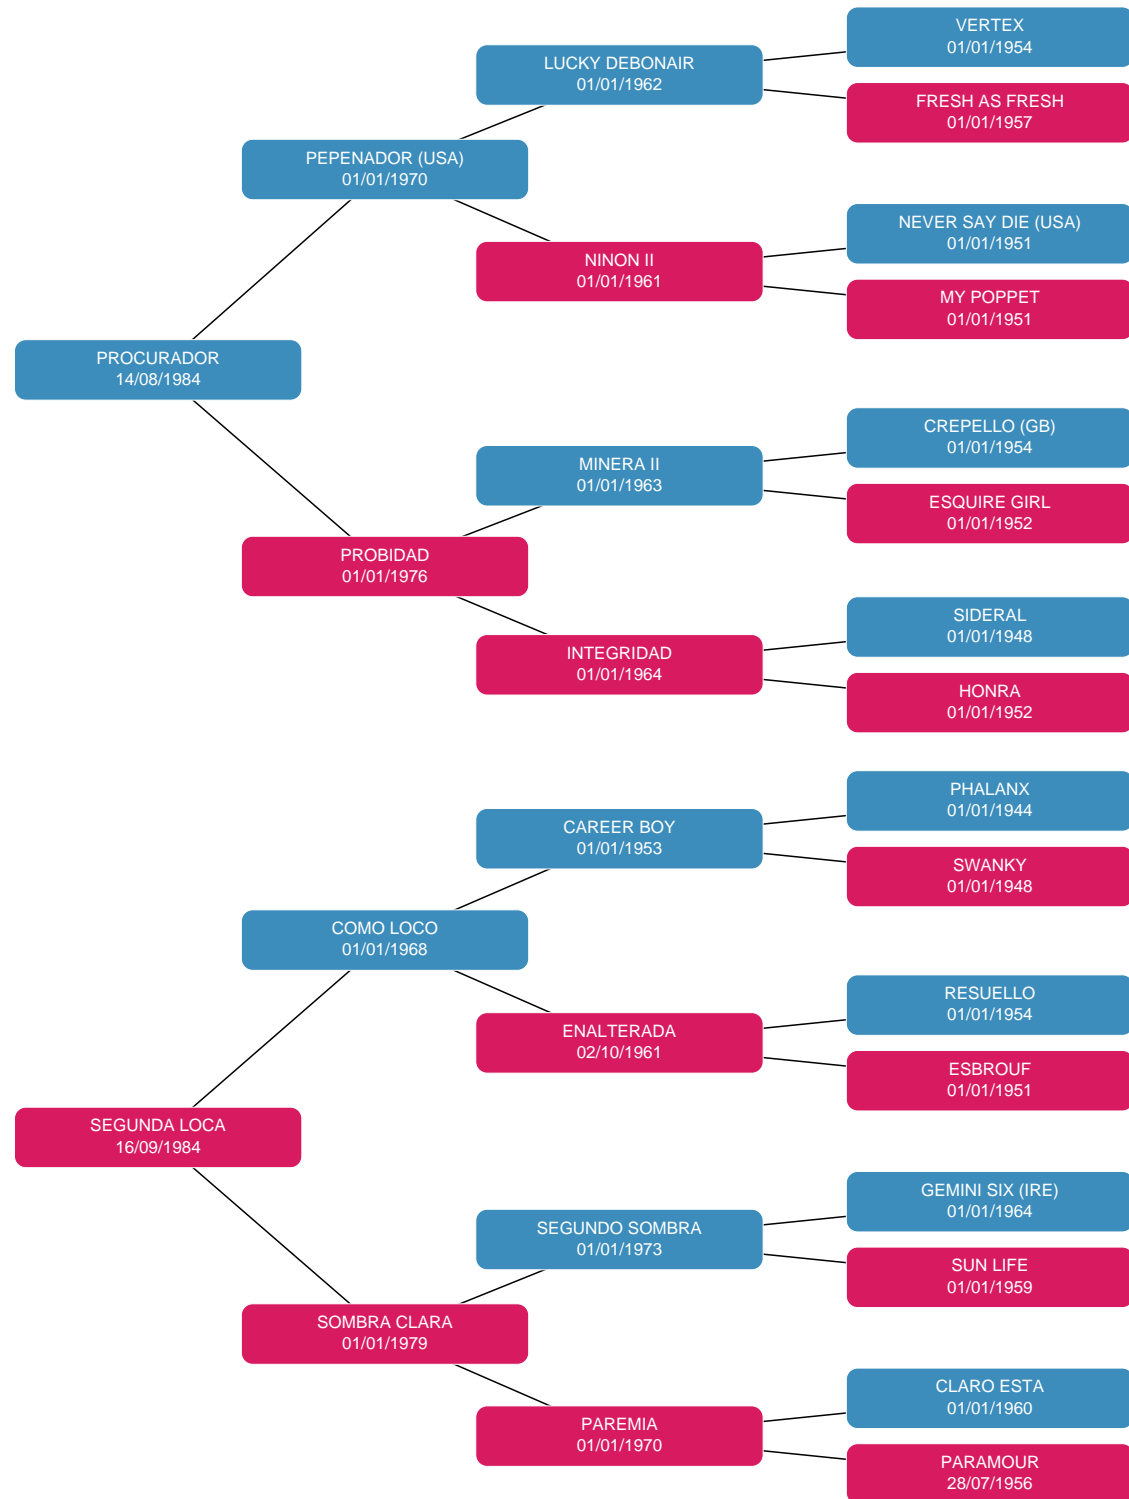 VERTEX
01/01/1954
LUCKY DEBONAIR
01/01/1962
FRESH AS FRESH
01/01/1957
PEPENADOR (USA)
01/01/1970
NEVER SAY DIE (USA)
01/01/1951
NINON II
01/01/1961
MY POPPET
01/01/1951
PROCURADOR
14/08/1984
CREPELLO (GB)
01/01/1954
MINERA II
01/01/1963
ESQUIRE GIRL
01/01/1952
PROBIDAD
01/01/1976
SIDERAL
01/01/1948
INTEGRIDAD
01/01/1964
HONRA
01/01/1952
PHALANX
01/01/1944
CAREER BOY
01/01/1953
SWANKY
01/01/1948
COMO LOCO
01/01/1968
RESUELLO
01/01/1954
ENALTERADA
02/10/1961
ESBROUF
01/01/1951
SEGUNDA LOCA
16/09/1984
GEMINI SIX (IRE)
01/01/1964
SEGUNDO SOMBRA
01/01/1973
SUN LIFE
01/01/1959
SOMBRA CLARA
01/01/1979
CLARO ESTA
01/01/1960
PAREMIA
01/01/1970
PARAMOUR
28/07/1956